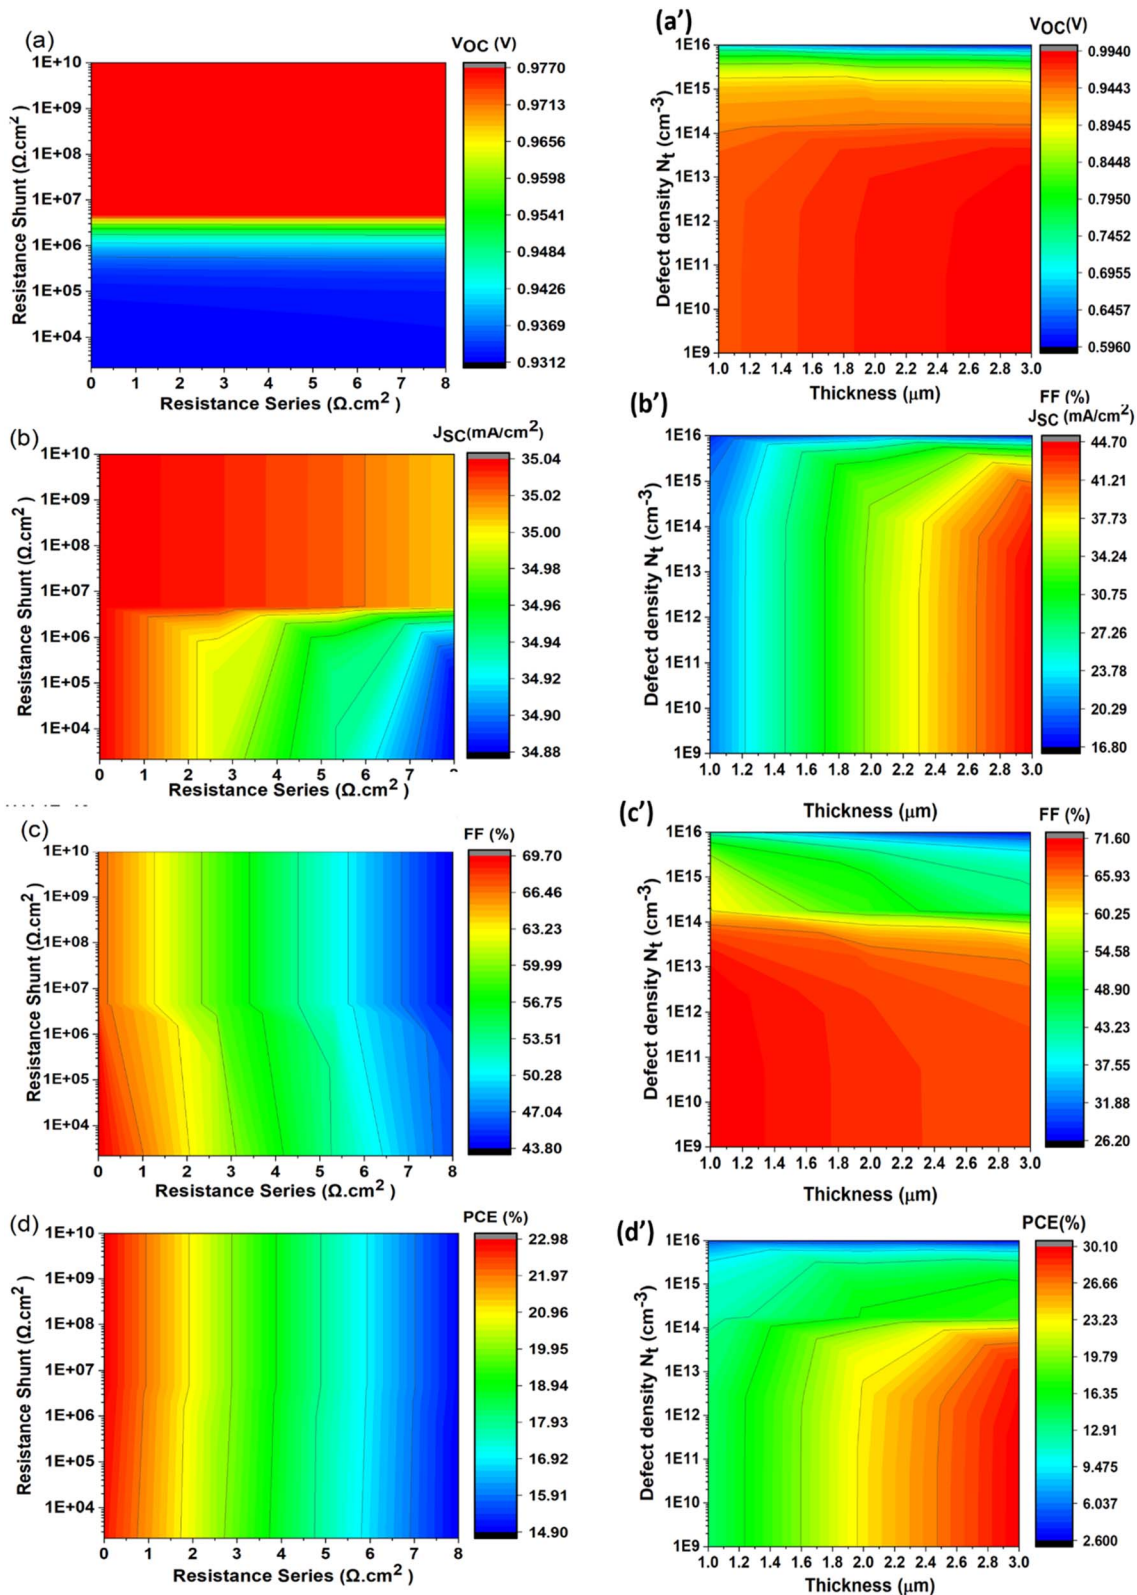 (a)
V_OC (V)
1E+10
1E+09
1E+08
1E+07
1E+06
1E+05
1E+04
Resistance Shunt (Ω.cm²)
0 1 2 3 4 5 6 7 8
Resistance Series (Ω.cm²)
0.9770
0.9713
0.9656
0.9598
0.9541
0.9484
0.9426
0.9369
0.9312
(a')
V_OC(V)
1E16
1E15
1E14
1E13
1E12
1E11
1E10
1E9
Defect density N_t (cm⁻³)
1.0 1.2 1.4 1.6 1.8 2.0 2.2 2.4 2.6 2.8 3.0
Thickness (μm)
0.9940
0.9443
0.8945
0.8448
0.7950
0.7452
0.6955
0.6457
0.5960
(b)
J_SC(mA/cm²)
1E+10
1E+09
1E+08
1E+07
1E+06
1E+05
1E+04
Resistance Shunt (Ω.cm²)
0 1 2 3 4 5 6 7
Resistance Series (Ω.cm²)
35.04
35.02
35.00
34.98
34.96
34.94
34.92
34.90
34.88
(b')
FF (%)
J_SC (mA/cm²)
1E16
1E15
1E14
1E13
1E12
1E11
1E10
1E9
Defect density N_t (cm⁻³)
1.0 1.2 1.4 1.6 1.8 2.0 2.2 2.4 2.6 2.8 3.0
Thickness (μm)
44.70
41.21
37.73
34.24
30.75
27.26
23.78
20.29
16.80
(c)
FF (%)
1E+10
1E+09
1E+08
1E+07
1E+06
1E+05
1E+04
Resistance Shunt (Ω.cm²)
0 1 2 3 4 5 6 7 8
Resistance Series (Ω.cm²)
69.70
66.46
63.23
59.99
56.75
53.51
50.28
47.04
43.80
(c')
FF (%)
1E16
1E15
1E14
1E13
1E12
1E11
1E10
1E9
Defect density N_t (cm⁻³)
1.0 1.2 1.4 1.6 1.8 2.0 2.2 2.4 2.6 2.8 3.0
Thickness (μm)
71.60
65.93
60.25
54.58
48.90
43.23
37.55
31.88
26.20
(d)
PCE (%)
1E+10
1E+09
1E+08
1E+07
1E+06
1E+05
1E+04
Resistance Shunt (Ω.cm²)
0 1 2 3 4 5 6 7 8
Resistance Series (Ω.cm²)
22.98
21.97
20.96
19.95
18.94
17.93
16.92
15.91
14.90
(d')
PCE(%)
1E16
1E15
1E14
1E13
1E12
1E11
1E10
1E9
Defect density N_t (cm⁻³)
1.0 1.2 1.4 1.6 1.8 2.0 2.2 2.4 2.6 2.8 3.0
Thickness (μm)
30.10
26.66
23.23
19.79
16.35
12.91
9.475
6.037
2.600